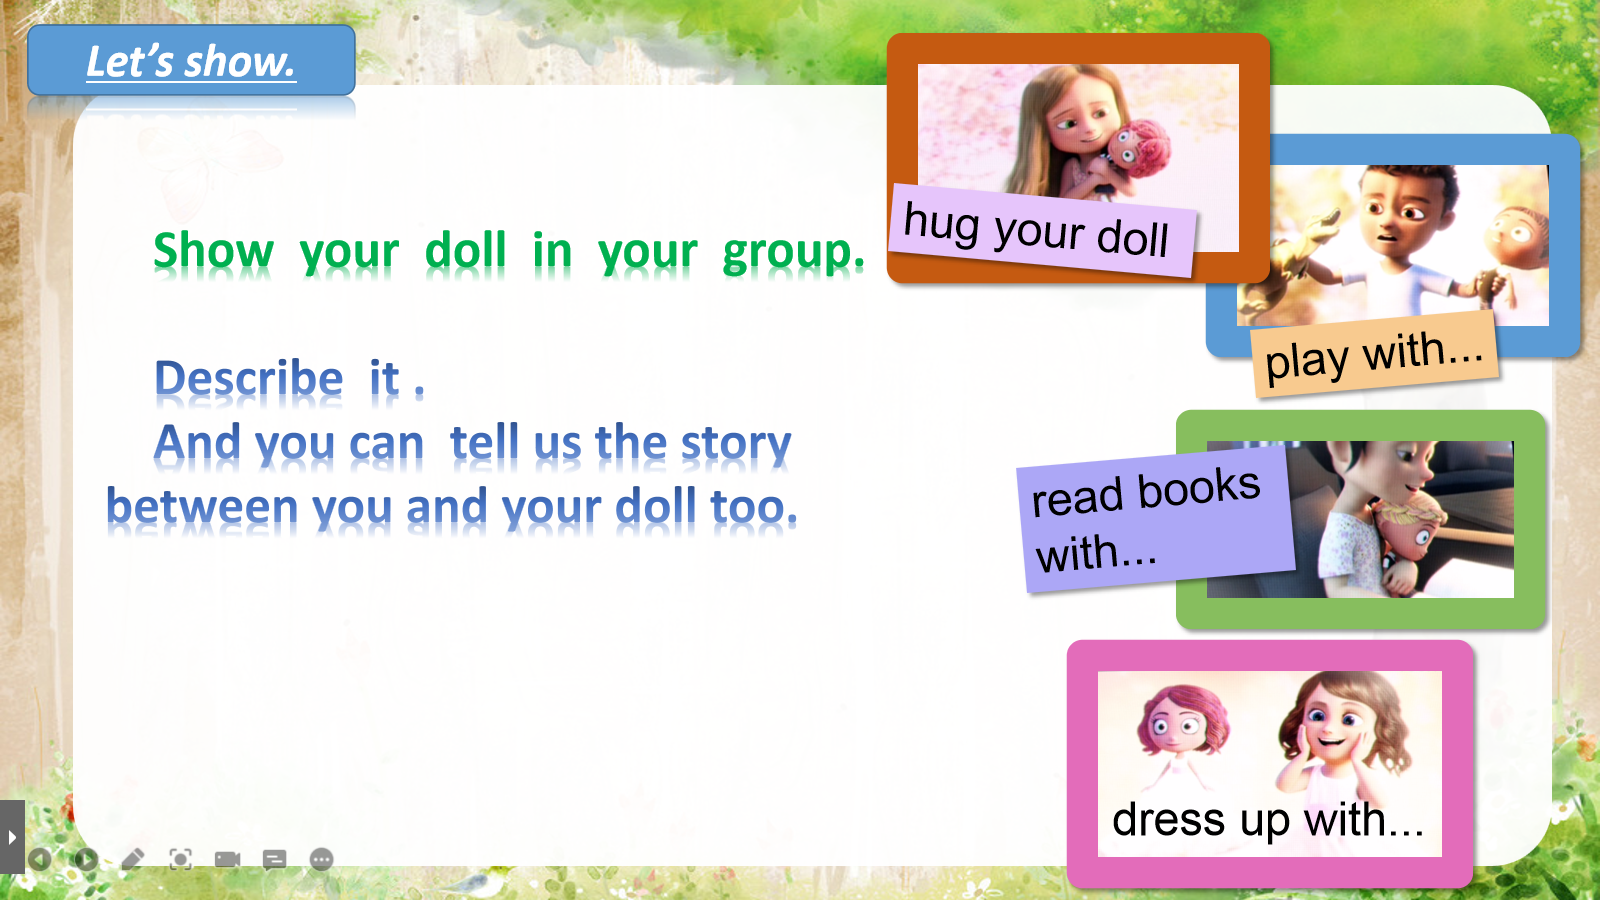 Let's show.
Show your doll in your group.
Describe it .
And you can tell us the story
between you and your doll too.
hug your doll
play with...
read books
with...
dress up with...